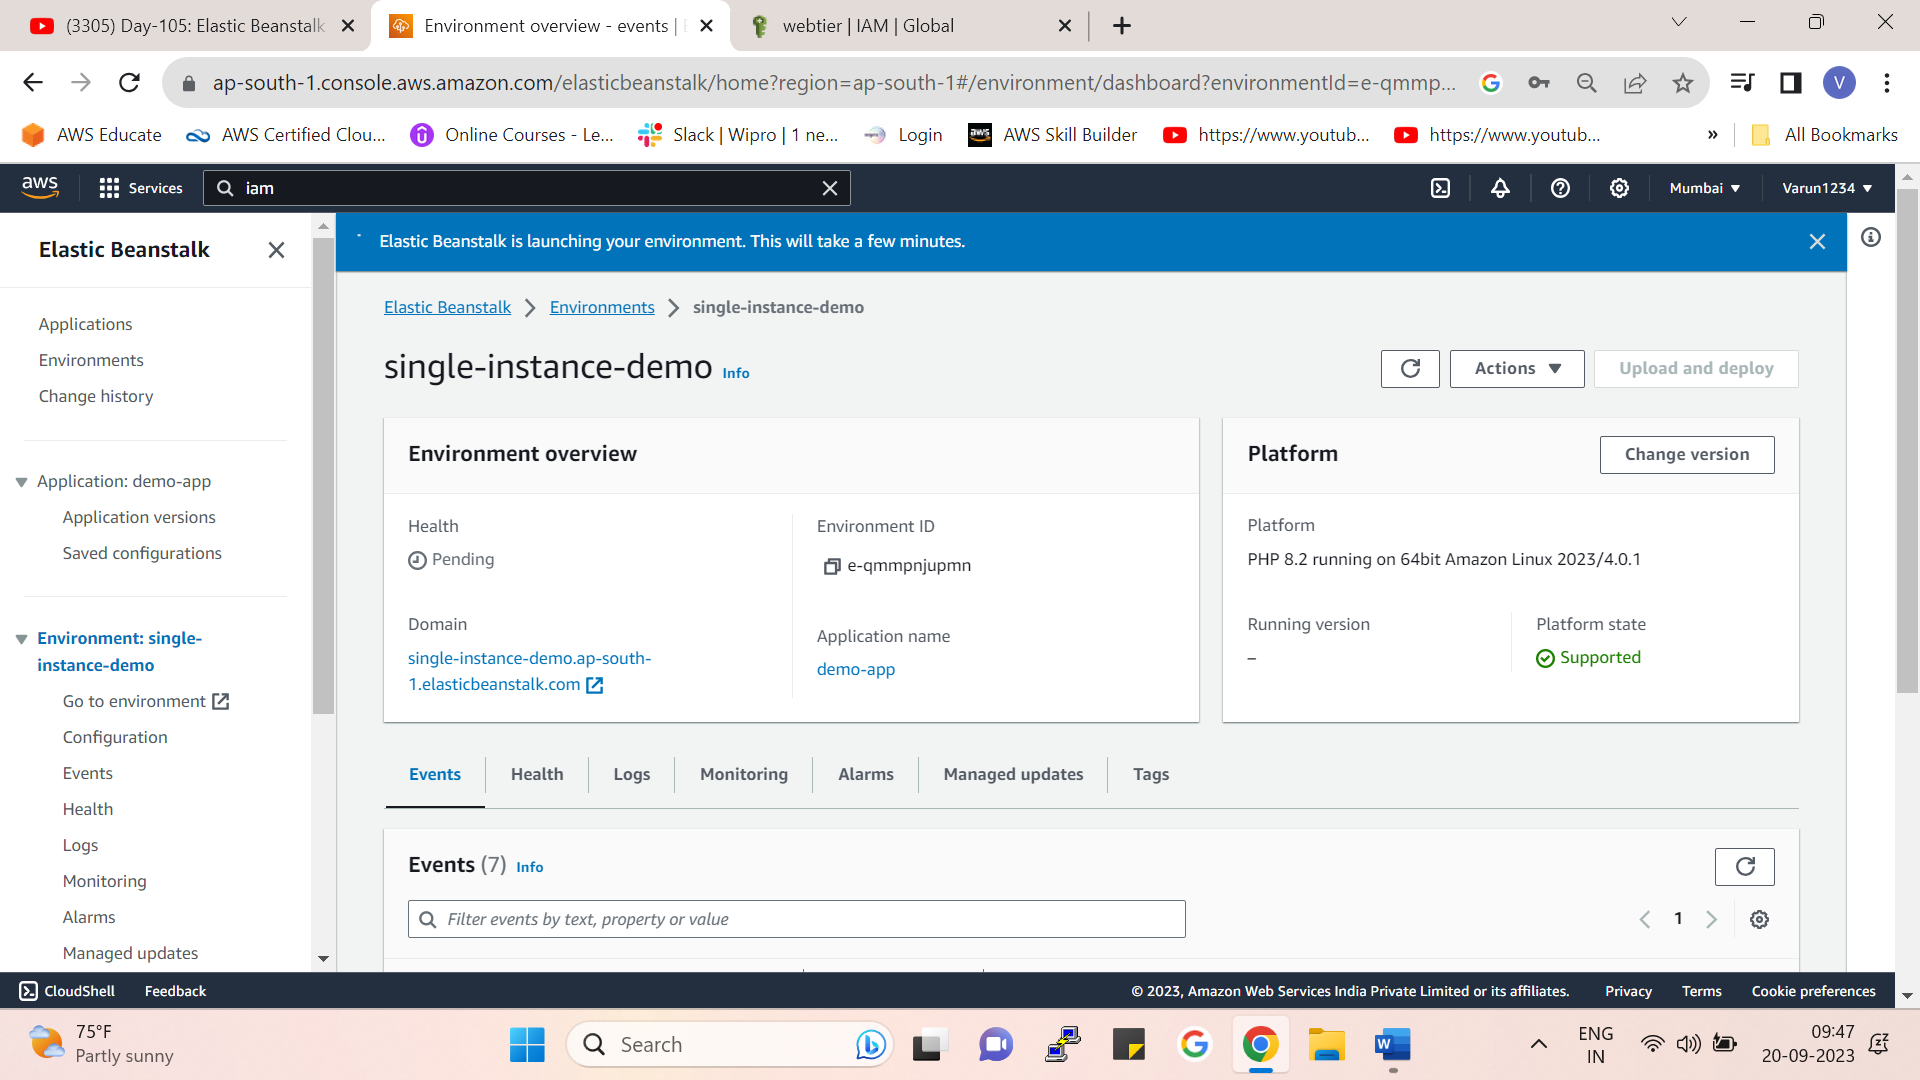 (3305) Day-105: Elastic Beanstalk
Environment overview - events |
webtier | IAM | Global
ap-south-1.console.aws.amazon.com/elasticbeanstalk/home?region=ap-south-1#/environment/dashboard?environmentId=e-qmmp...
V
AWS Educate
AWS Certified Clou...
Online Courses - Le...
Slack | Wipro | 1 ne...
Login
AWS Skill Builder
https://www.youtub...
https://www.youtub...
»
All Bookmarks
aws
Services
iam
Mumbai
Varun1234
Elastic Beanstalk
Elastic Beanstalk is launching your environment. This will take a few minutes.
Applications
Environments
Change history
Application: demo-app
Application versions
Saved configurations
Environment: single-
instance-demo
Go to environment
Configuration
Events
Health
Logs
Monitoring
Alarms
Managed updates
Elastic Beanstalk
Environments
single-instance-demo
single-instance-demo Info
Actions
Upload and deploy
Environment overview
Health
Pending
Domain
single-instance-demo.ap-south-
1.elasticbeanstalk.com
Environment ID
e-qmmpnjupmn
Application name
demo-app
Platform
Change version
Platform
PHP 8.2 running on 64bit Amazon Linux 2023/4.0.1
Running version
–
Platform state
Supported
Events
Health
Logs
Monitoring
Alarms
Managed updates
Tags
Events (7) Info
Filter events by text, property or value
1
CloudShell
Feedback
© 2023, Amazon Web Services India Private Limited or its affiliates.
Privacy
Terms
Cookie preferences
75°F
Partly sunny
Search
ENG
IN
09:47
20-09-2023